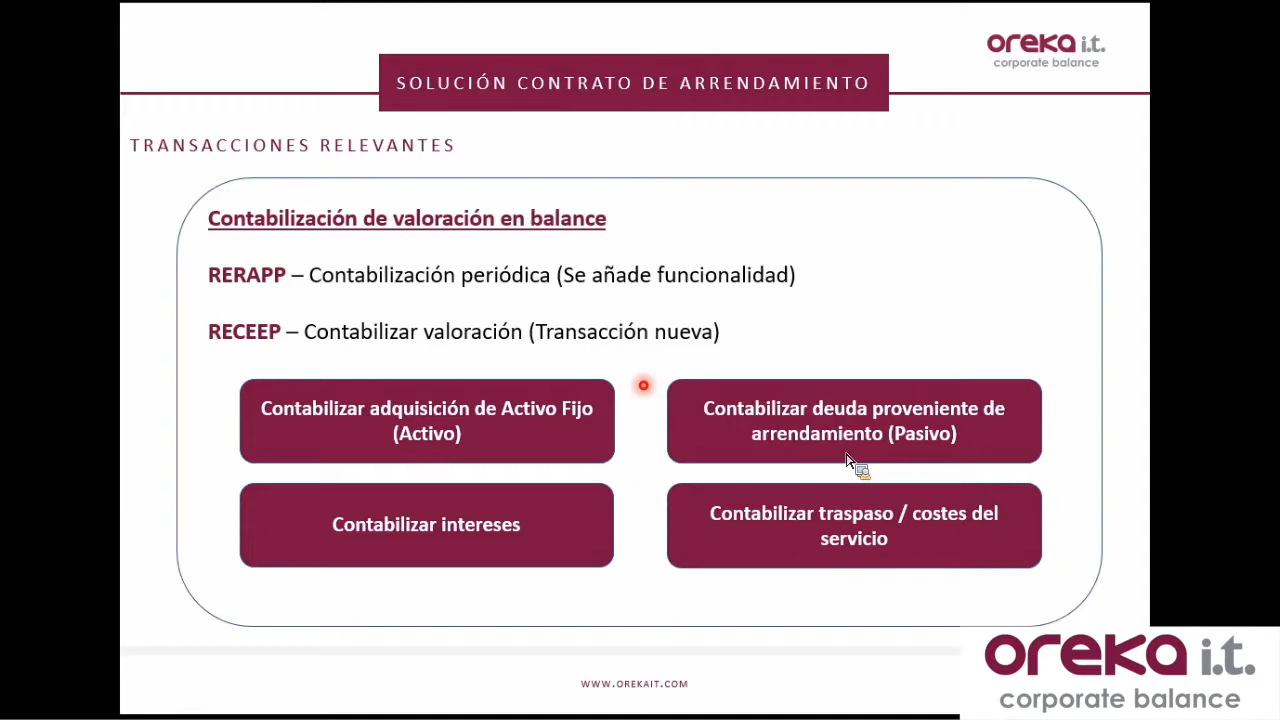 oreka i.t.
corporate balance
SOLUCIÓN CONTRATO DE ARRENDAMIENTO
TRANSACCIONES RELEVANTES
Contabilización de valoración en balance
RERAPP – Contabilización periódica (Se añade funcionalidad)
RECEEP – Contabilizar valoración (Transacción nueva)
Contabilizar adquisición de Activo Fijo
(Activo)
Contabilizar deuda proveniente de
arrendamiento (Pasivo)
Contabilizar intereses
Contabilizar traspaso / costes del
servicio
WWW.OREKAIT.COM
oreka i.t.
corporate balance